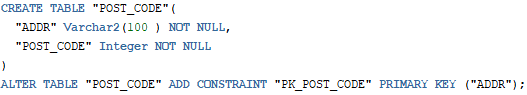 CREATE TABLE "POST_CODE"(
"ADDR" Varchar2(100 ) NOT NULL,
"POST_CODE" Integer NOT NULL
)
ALTER TABLE "POST_CODE" ADD CONSTRAINT "PK_POST_CODE" PRIMARY KEY ("ADDR");